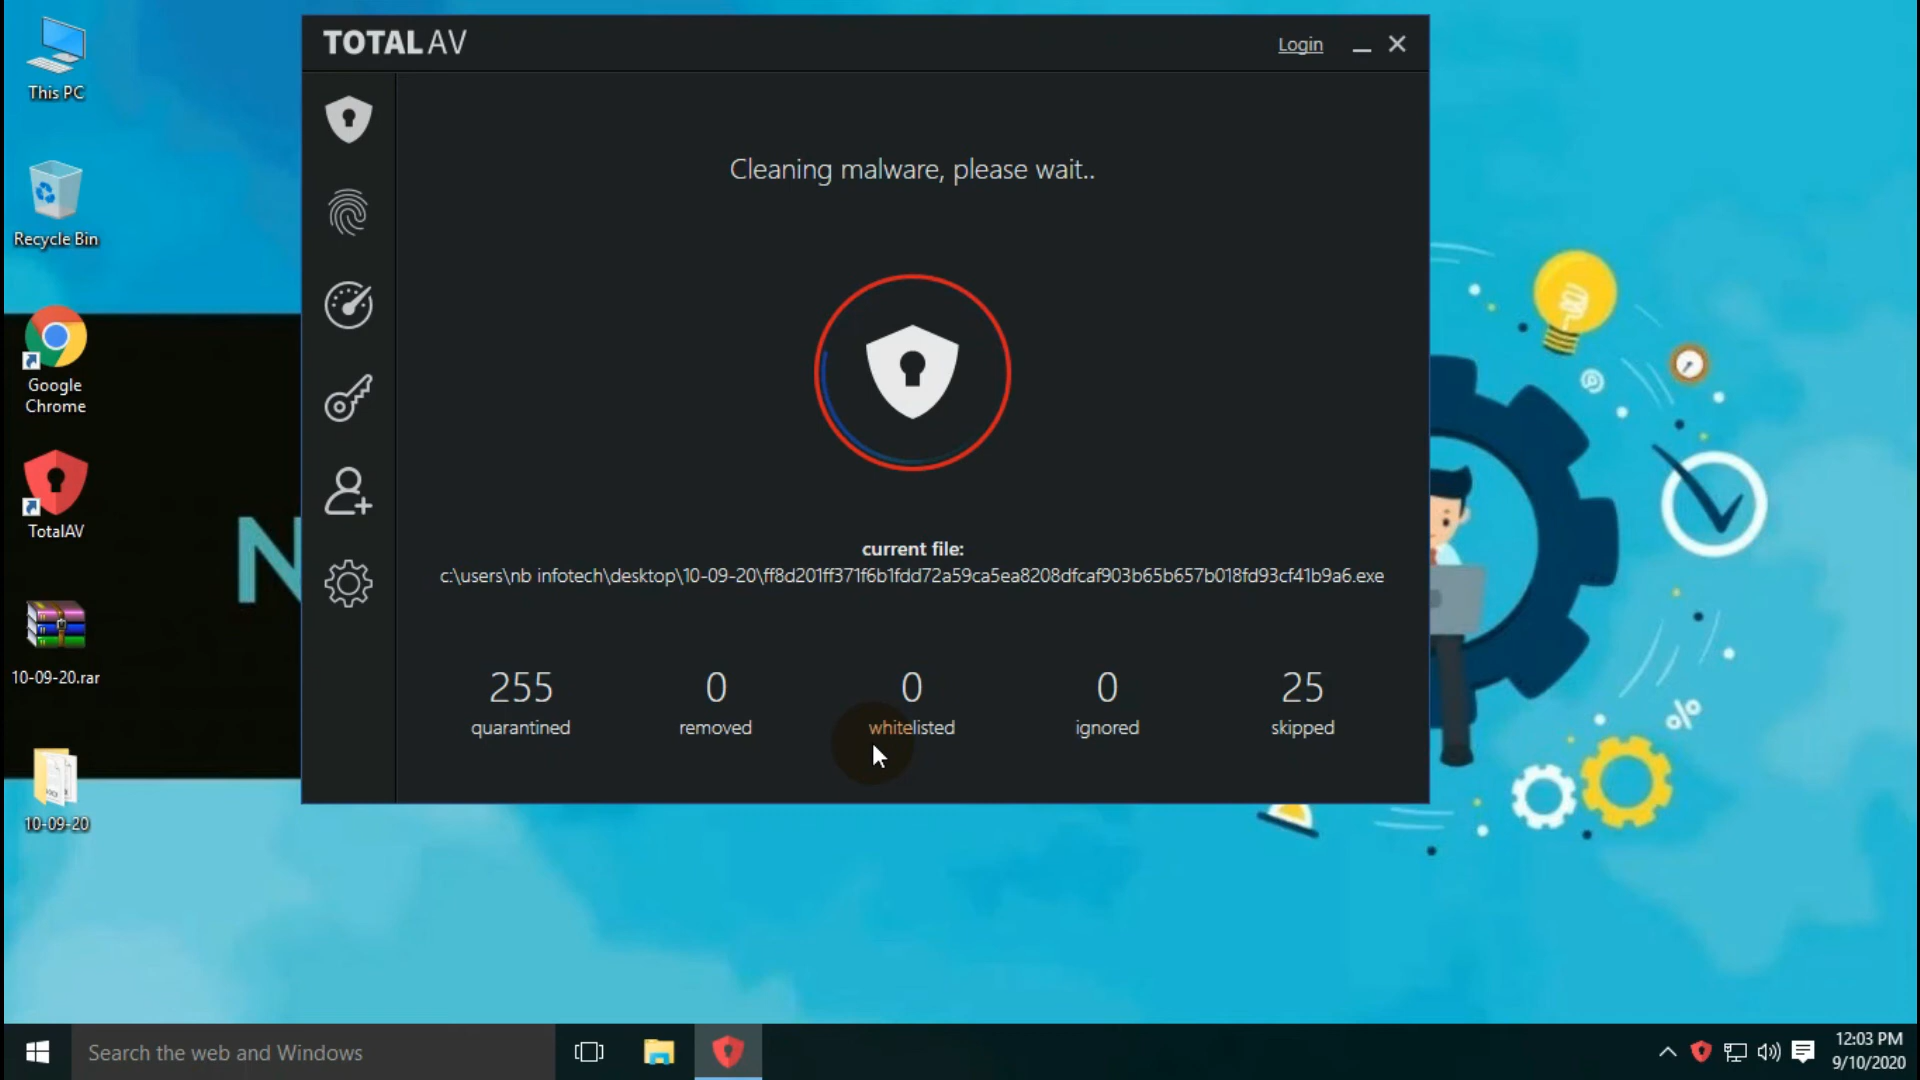 This PC
Recycle Bin
Google
Chrome
TotalAV
10-09-20.rar
10-09-20
N
TOTALAV
Login
Cleaning malware, please wait..
current file:
c:\users\nb infotech\desktop\10-09-20\ff8d201ff371f6b1fdd72a59ca5ea8208dfcaf903b65b657b018fd93cf41b9a6.exe
255 0 0 0 25
quarantined removed whitelisted ignored skipped
%
Search the web and Windows
12:03 PM
9/10/2020